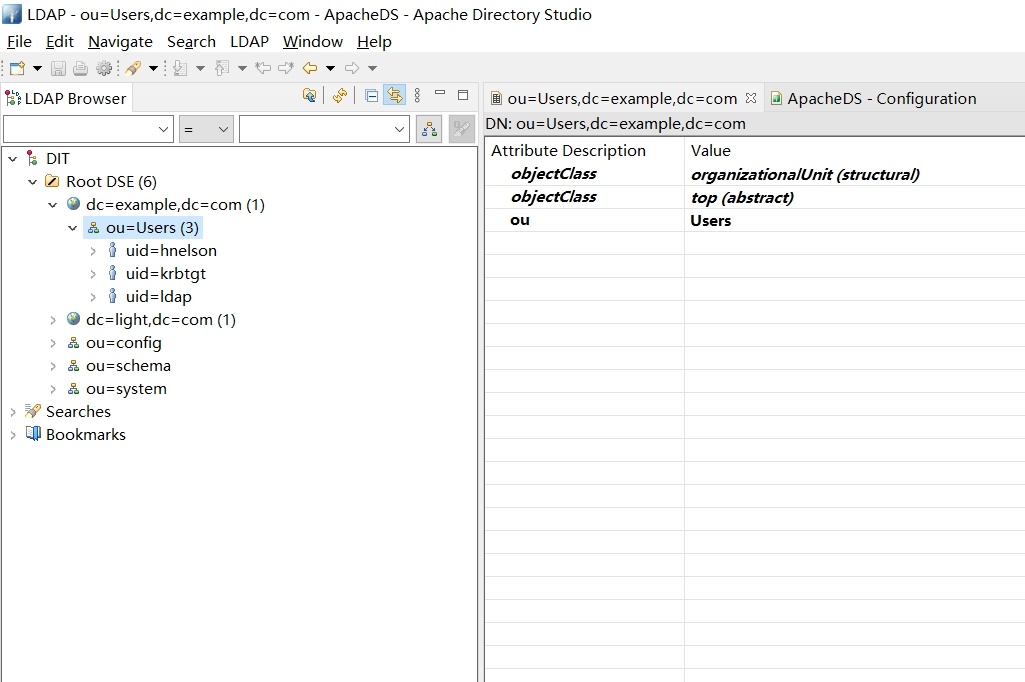 LDAP - ou=Users,dc=example,dc=com - ApacheDS - Apache Directory Studio
File Edit Navigate Search LDAP Window Help
LDAP Browser
=
DIT
Root DSE (6)
dc=example,dc=com (1)
ou=Users (3)
uid=hnelson
uid=krbtgt
uid=ldap
dc=light,dc=com (1)
ou=config
ou=schema
ou=system
Searches
Bookmarks
ou=Users,dc=example,dc=com ApacheDS - Configuration
DN: ou=Users,dc=example,dc=com
Attribute Description Value
objectClass organizationalUnit (structural)
objectClass top (abstract)
ou Users